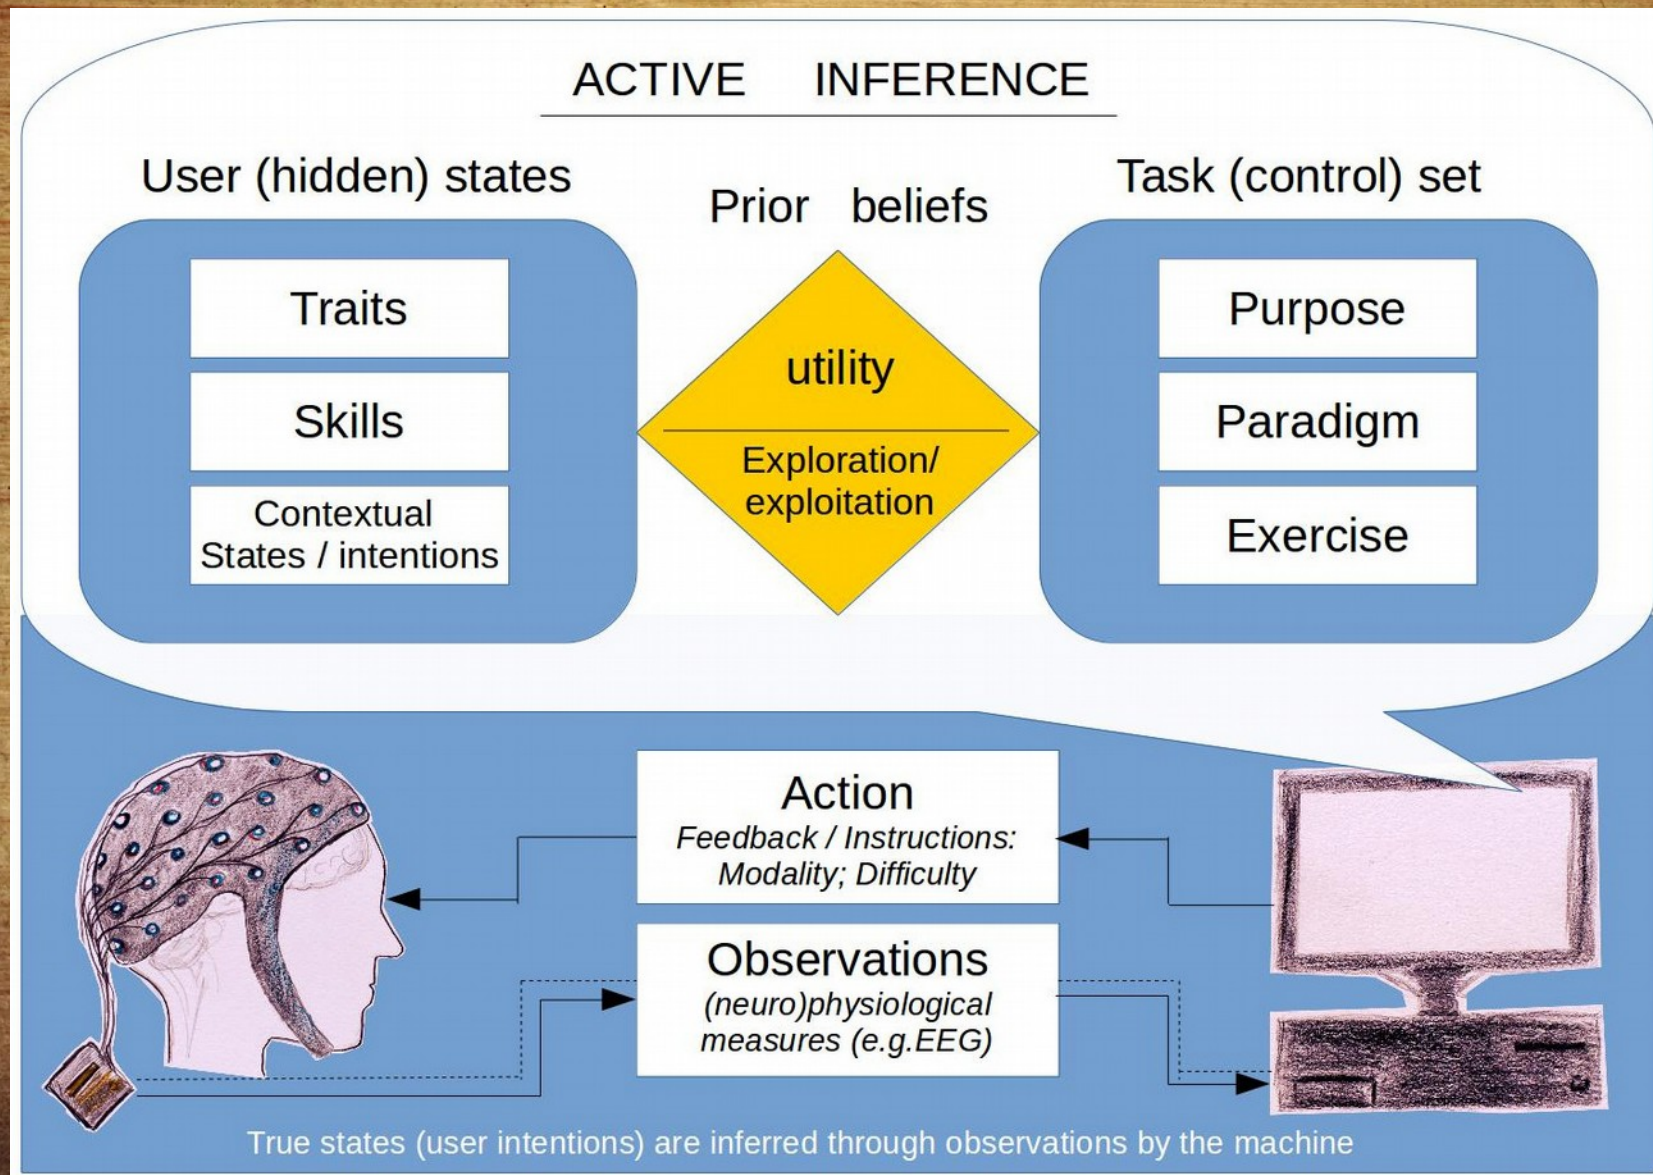 ACTIVE INFERENCE
User (hidden) states
Prior beliefs
Task (control) set
Traits
Skills
Contextual
States / intentions
utility
Exploration/
exploitation
Purpose
Paradigm
Exercise
Action
Feedback / Instructions:
Modality; Difficulty
Observations
(neuro)physiological
measures (e.g.EEG)
True states (user intentions) are inferred through observations by the machine